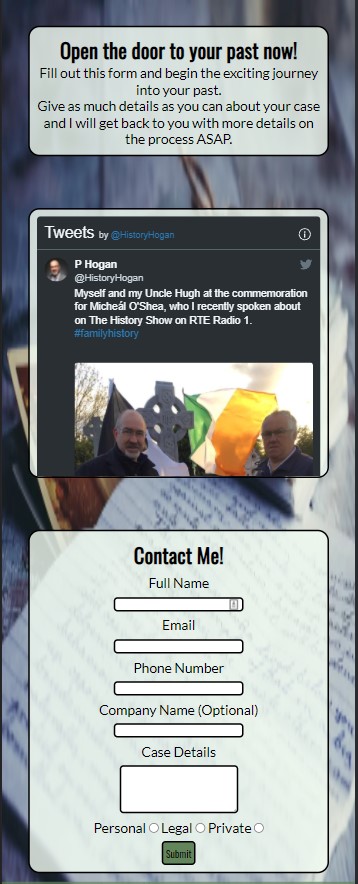 Open the door to your past now!
Fill out this form and begin the exciting journey
into your past.
Give as much details as you can about your case
and I will get back to you with more details on
the process ASAP.
Tweets by @HistoryHogan
P Hogan
@HistoryHogan
Myself and my Uncle Hugh at the commemoration
for Micheál O'Shea, who I recently spoken about
on The History Show on RTE Radio 1.
#familyhistory
Contact Me!
Full Name
Email
Phone Number
Company Name (Optional)
Case Details
Personal Legal Private
Submit